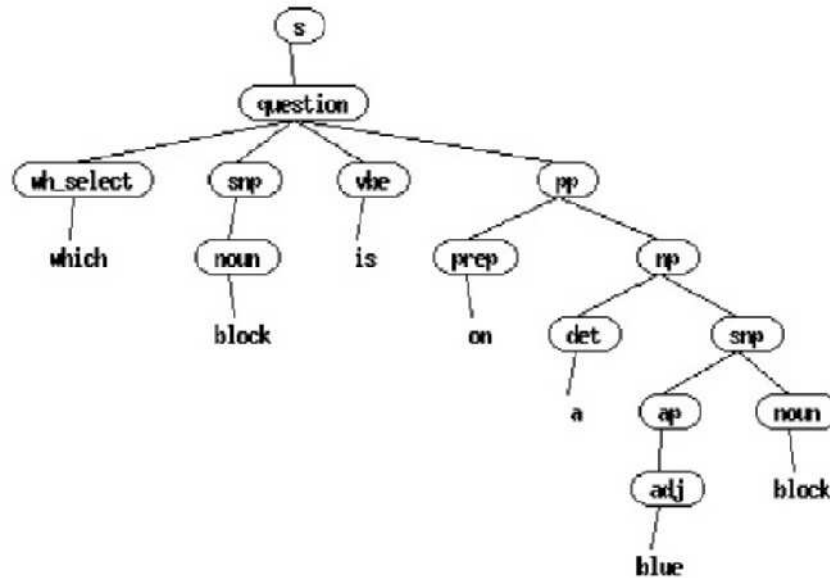 s
question
wh_select snp vbe pp
which noun is prep np
block on det snp
a ap noun
adj block
blue